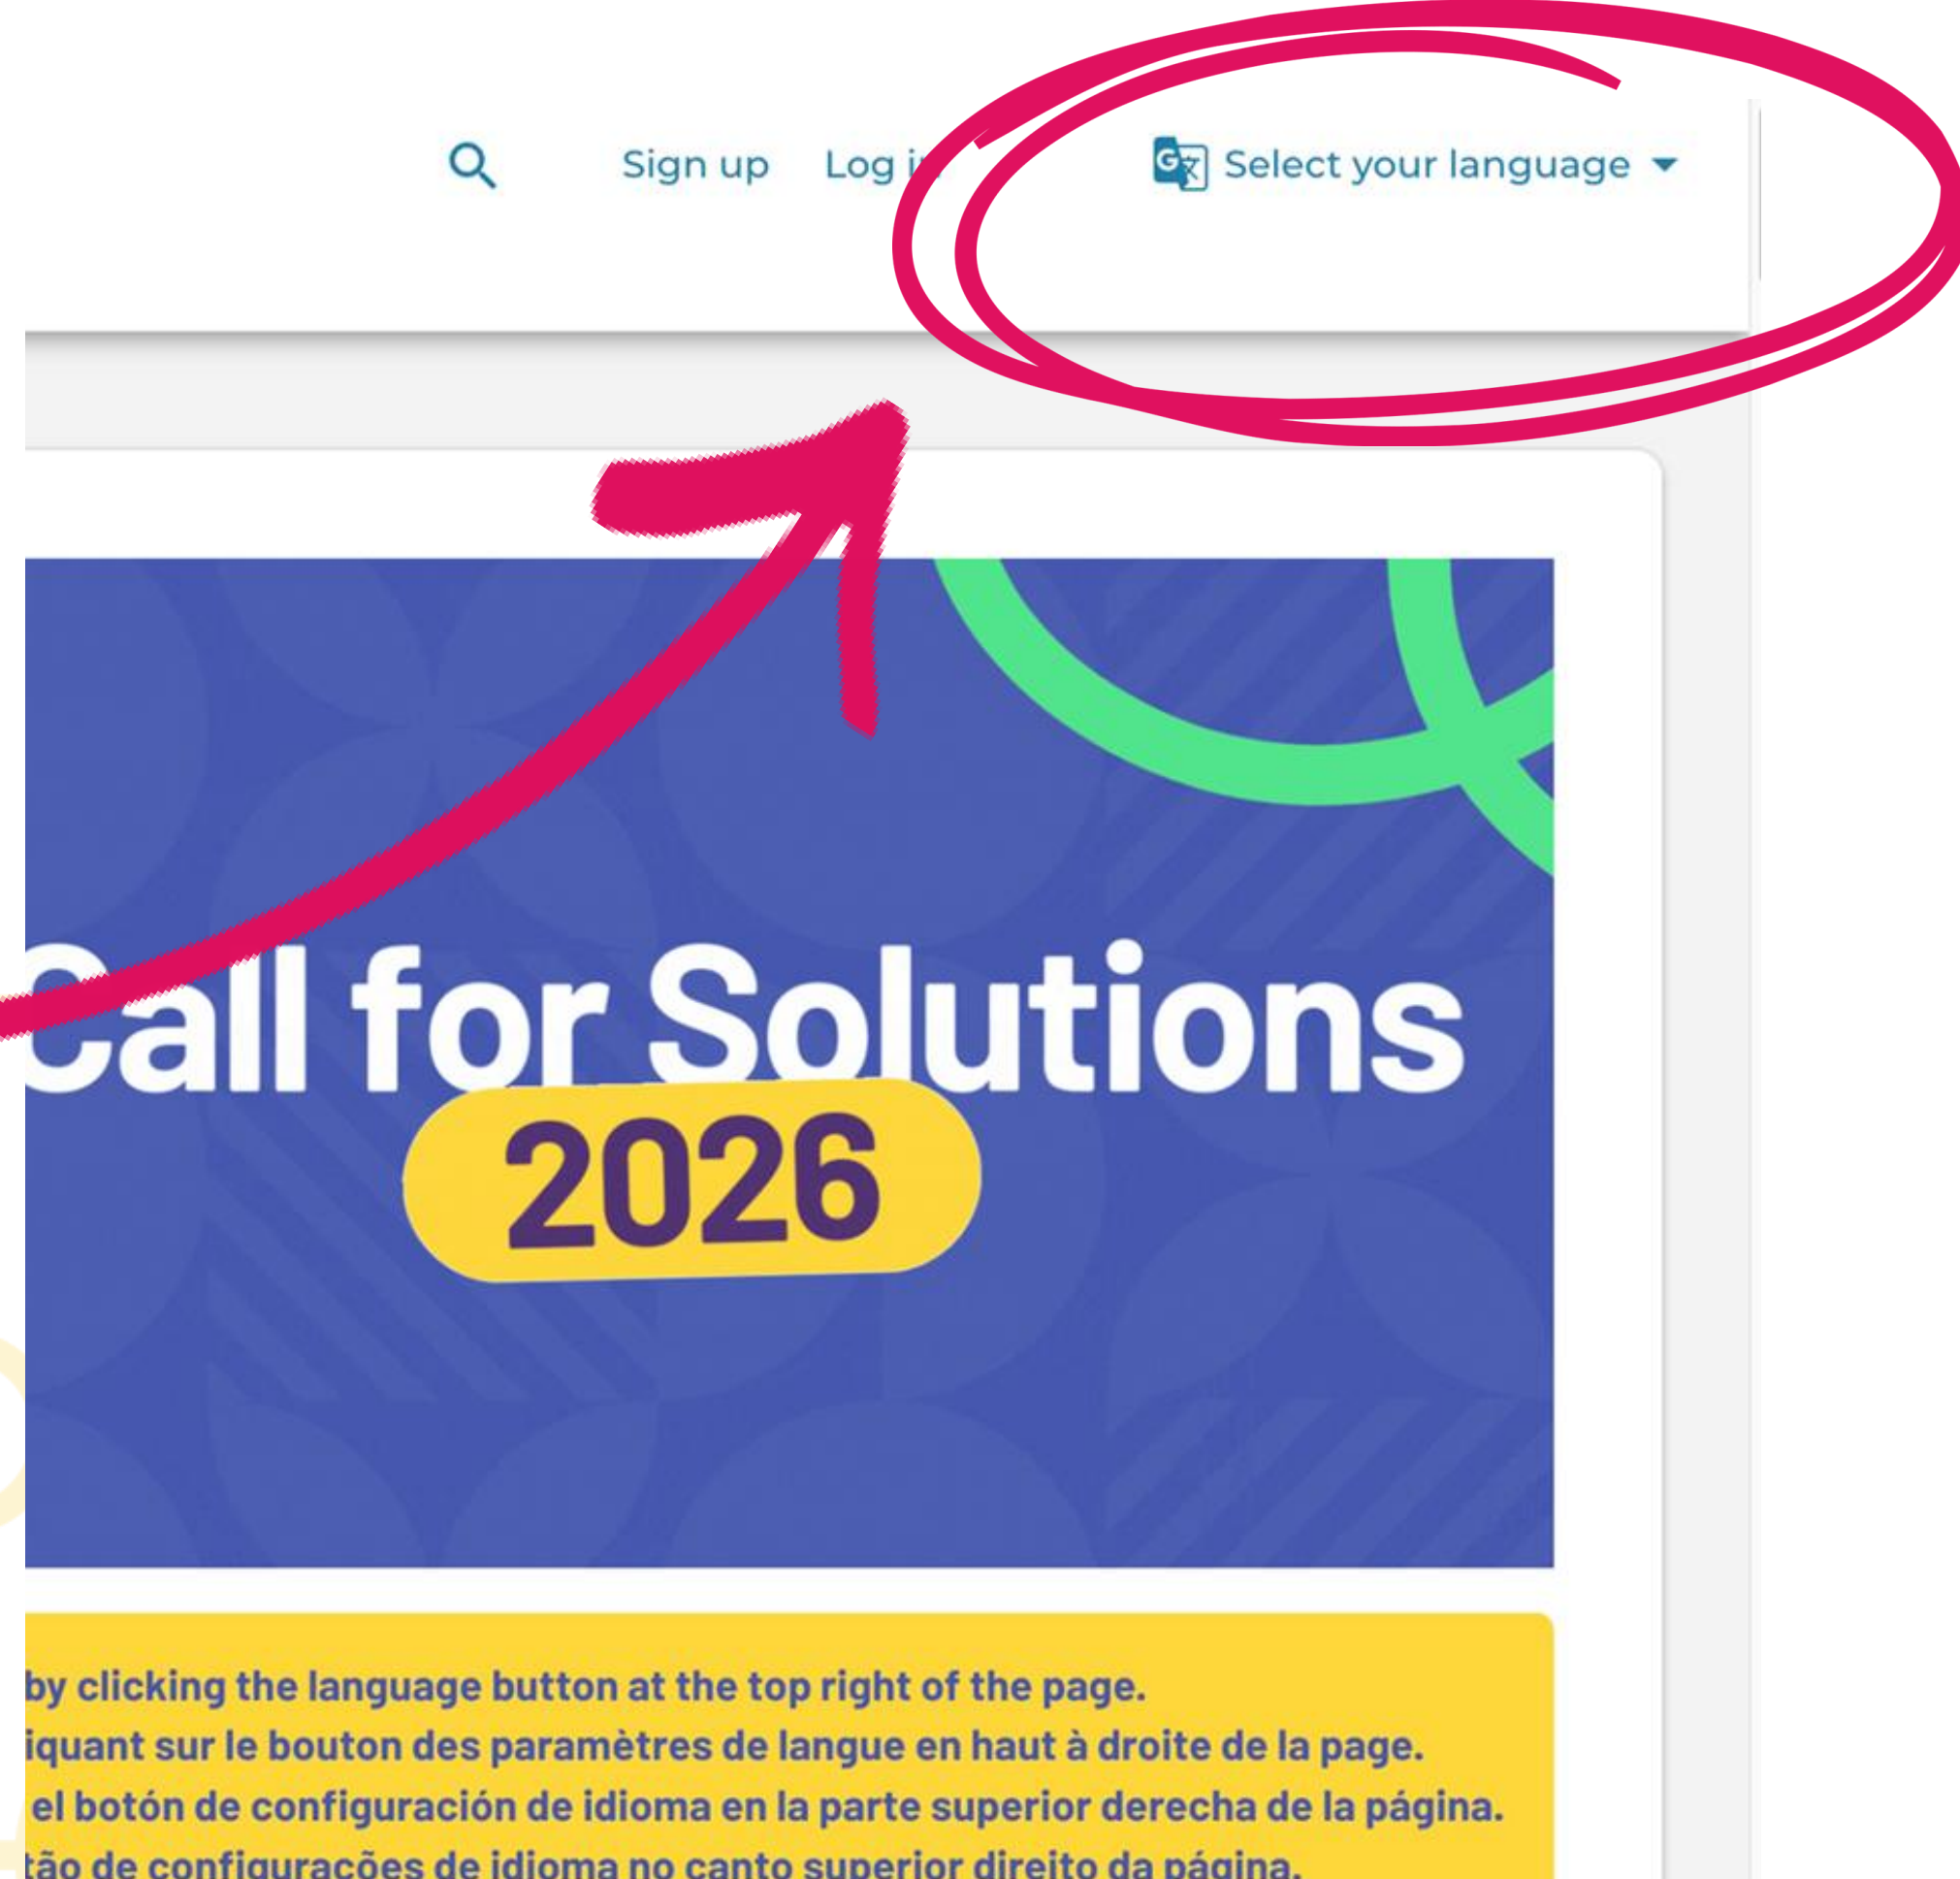 Sign up Log in Select your language
Call for Solutions
2026
by clicking the language button at the top right of the page.
iquant sur le bouton des paramètres de langue en haut à droite de la page.
el botón de configuración de idioma en la parte superior derecha de la página.
tão de configurações de idioma no canto superior direito da página.